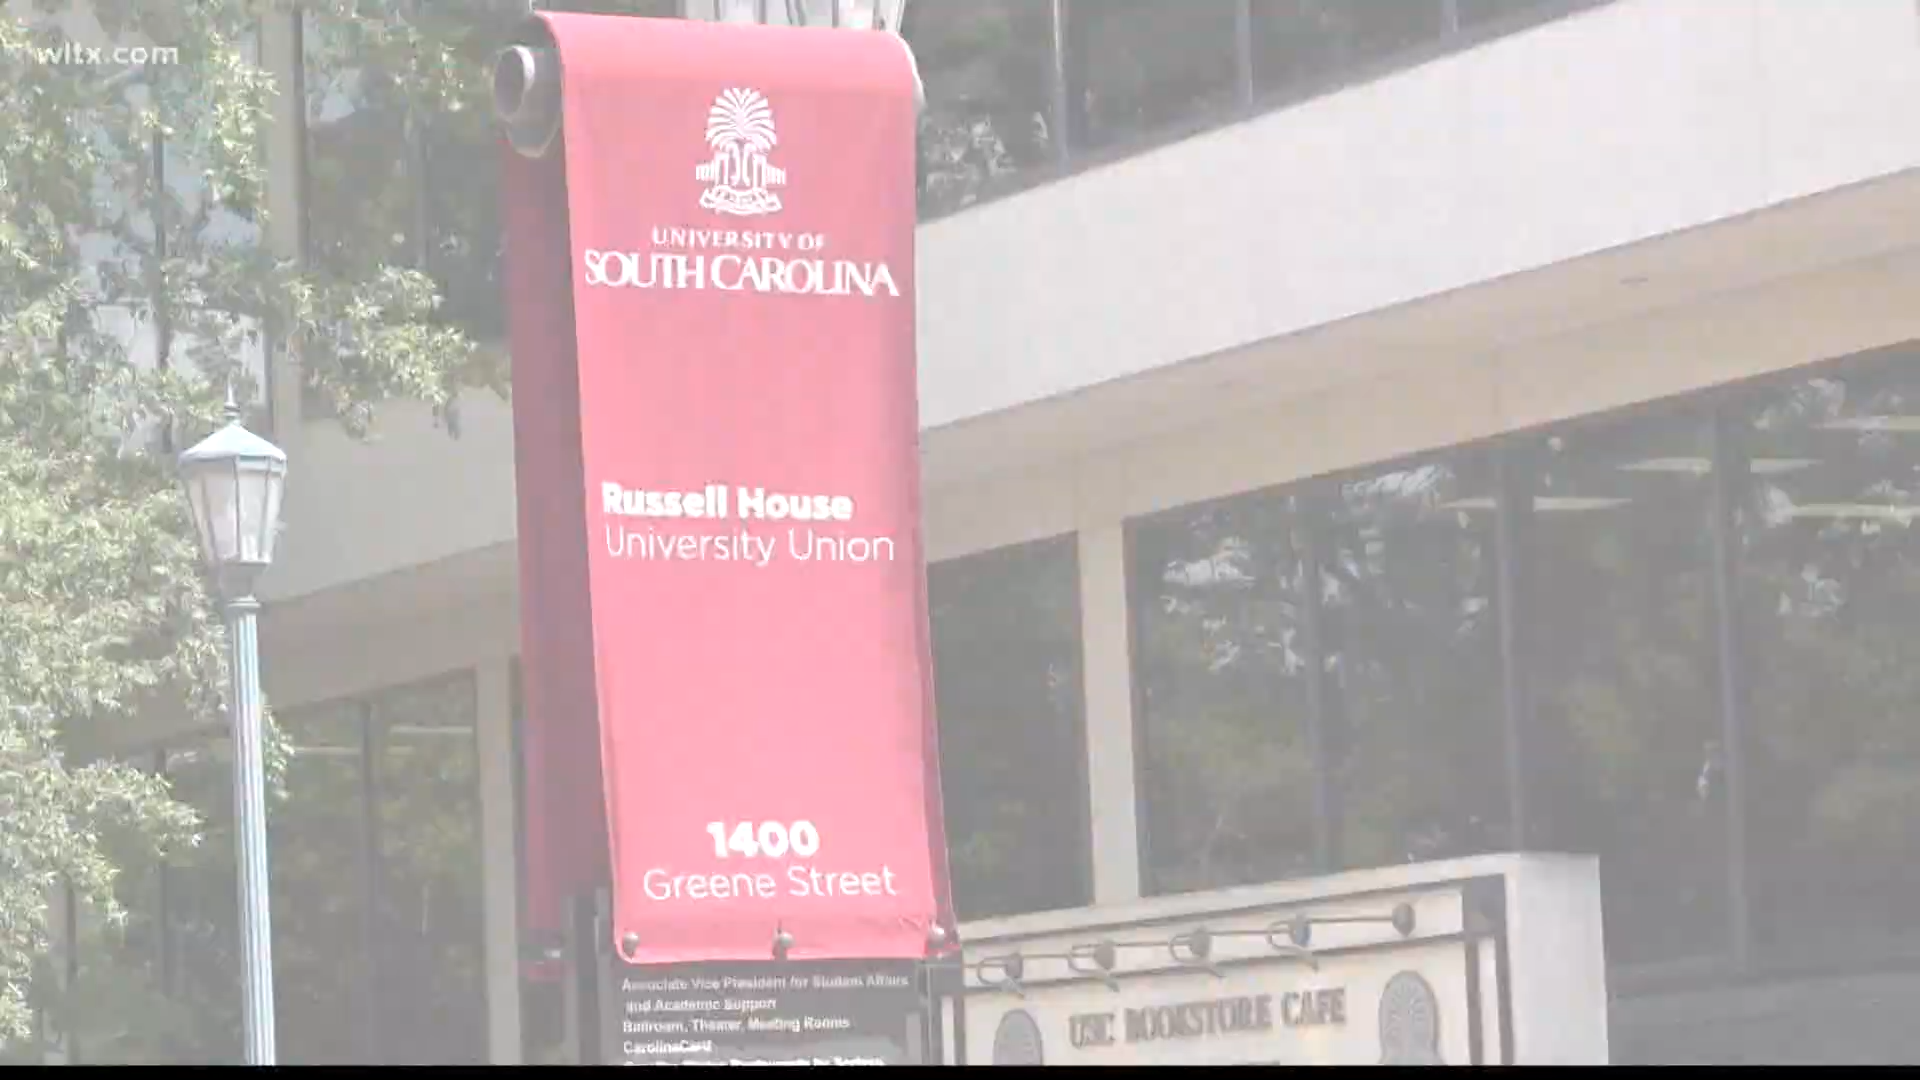 wltx.com
UNIVERSITY OF
SOUTH CAROLINA
Russell House
University Union
1400
Greene Street
Associate Vice President for Student Affairs
and Academic Support
Ballroom, Theater, Meeting Rooms
CarolinaCard
USC BOOKSTORE CAFE